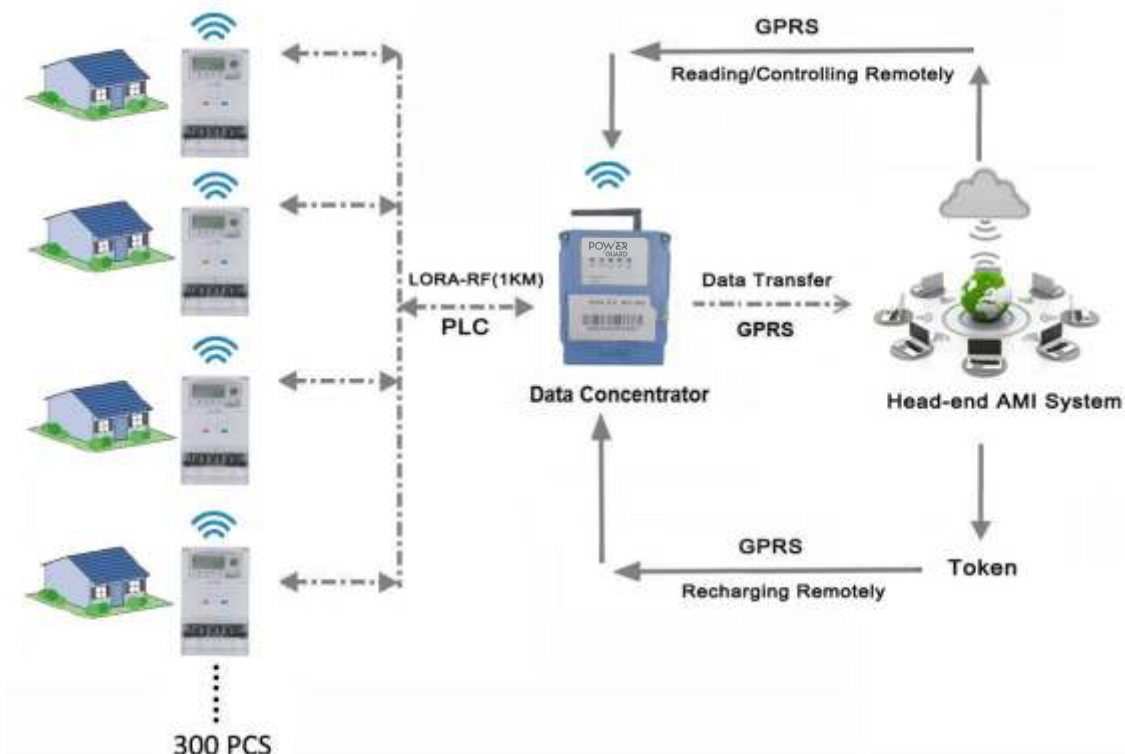 GPRS
Reading/Controlling Remotely
POWER
GUARD
LORA-RF(1KM)
PLC
Data Transfer
GPRS
Data Concentrator
Head-end AMI System
GPRS
Recharging Remotely
Token
300 PCS